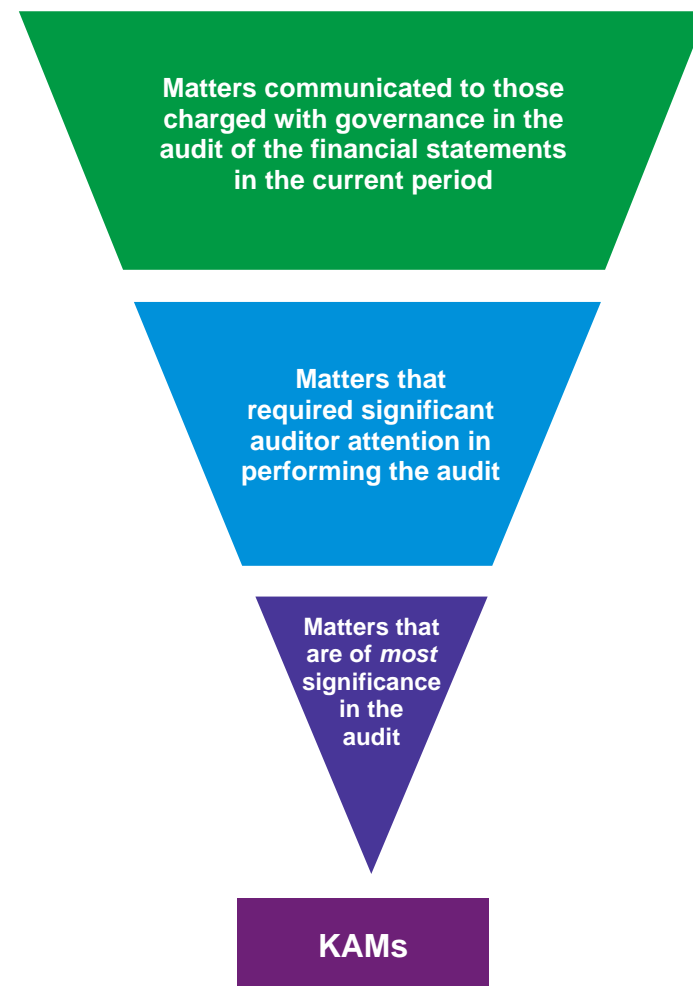 Matters communicated to those
charged with governance in the
audit of the financial statements
in the current period
Matters that
required significant
auditor attention in
performing the audit
Matters that
are of most
significance
in the
audit
KAMs